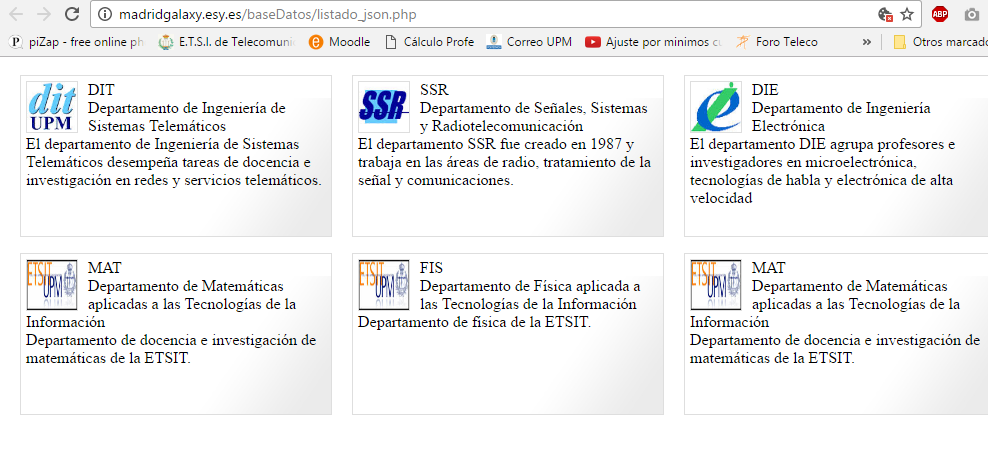 madridgalaxy.esy.es/baseDatos/listado_json.php
ABP
piZap - free online ph
E.T.S.I. de Telecomuni
Moodle
Cálculo Profe
Correo UPM
Ajuste por minimos cu
Foro Teleco
»
Otros marcado
dit
UPM
DIT
Departamento de Ingeniería de
Sistemas Telemáticos
El departamento de Ingeniería de Sistemas
Telemáticos desempeña tareas de docencia e
investigación en redes y servicios telemáticos.
SSR
SSR
Departamento de Señales, Sistemas
y Radiotelecomunicación
El departamento SSR fue creado en 1987 y
trabaja en las áreas de radio, tratamiento de la
señal y comunicaciones.
DIE
Departamento de Ingeniería
Electrónica
El departamento DIE agrupa profesores e
investigadores en microelectrónica,
tecnologías de habla y electrónica de alta
velocidad
ETSIT
UPM
MAT
Departamento de Matemáticas
aplicadas a las Tecnologías de la
Información
Departamento de docencia e investigación de
matemáticas de la ETSIT.
ETSIT
UPM
FIS
Departamento de Física aplicada a
las Tecnologías de la Información
Departamento de física de la ETSIT.
ETSIT
UPM
MAT
Departamento de Matemáticas
aplicadas a las Tecnologías de la
Información
Departamento de docencia e investigación de
matemáticas de la ETSIT.